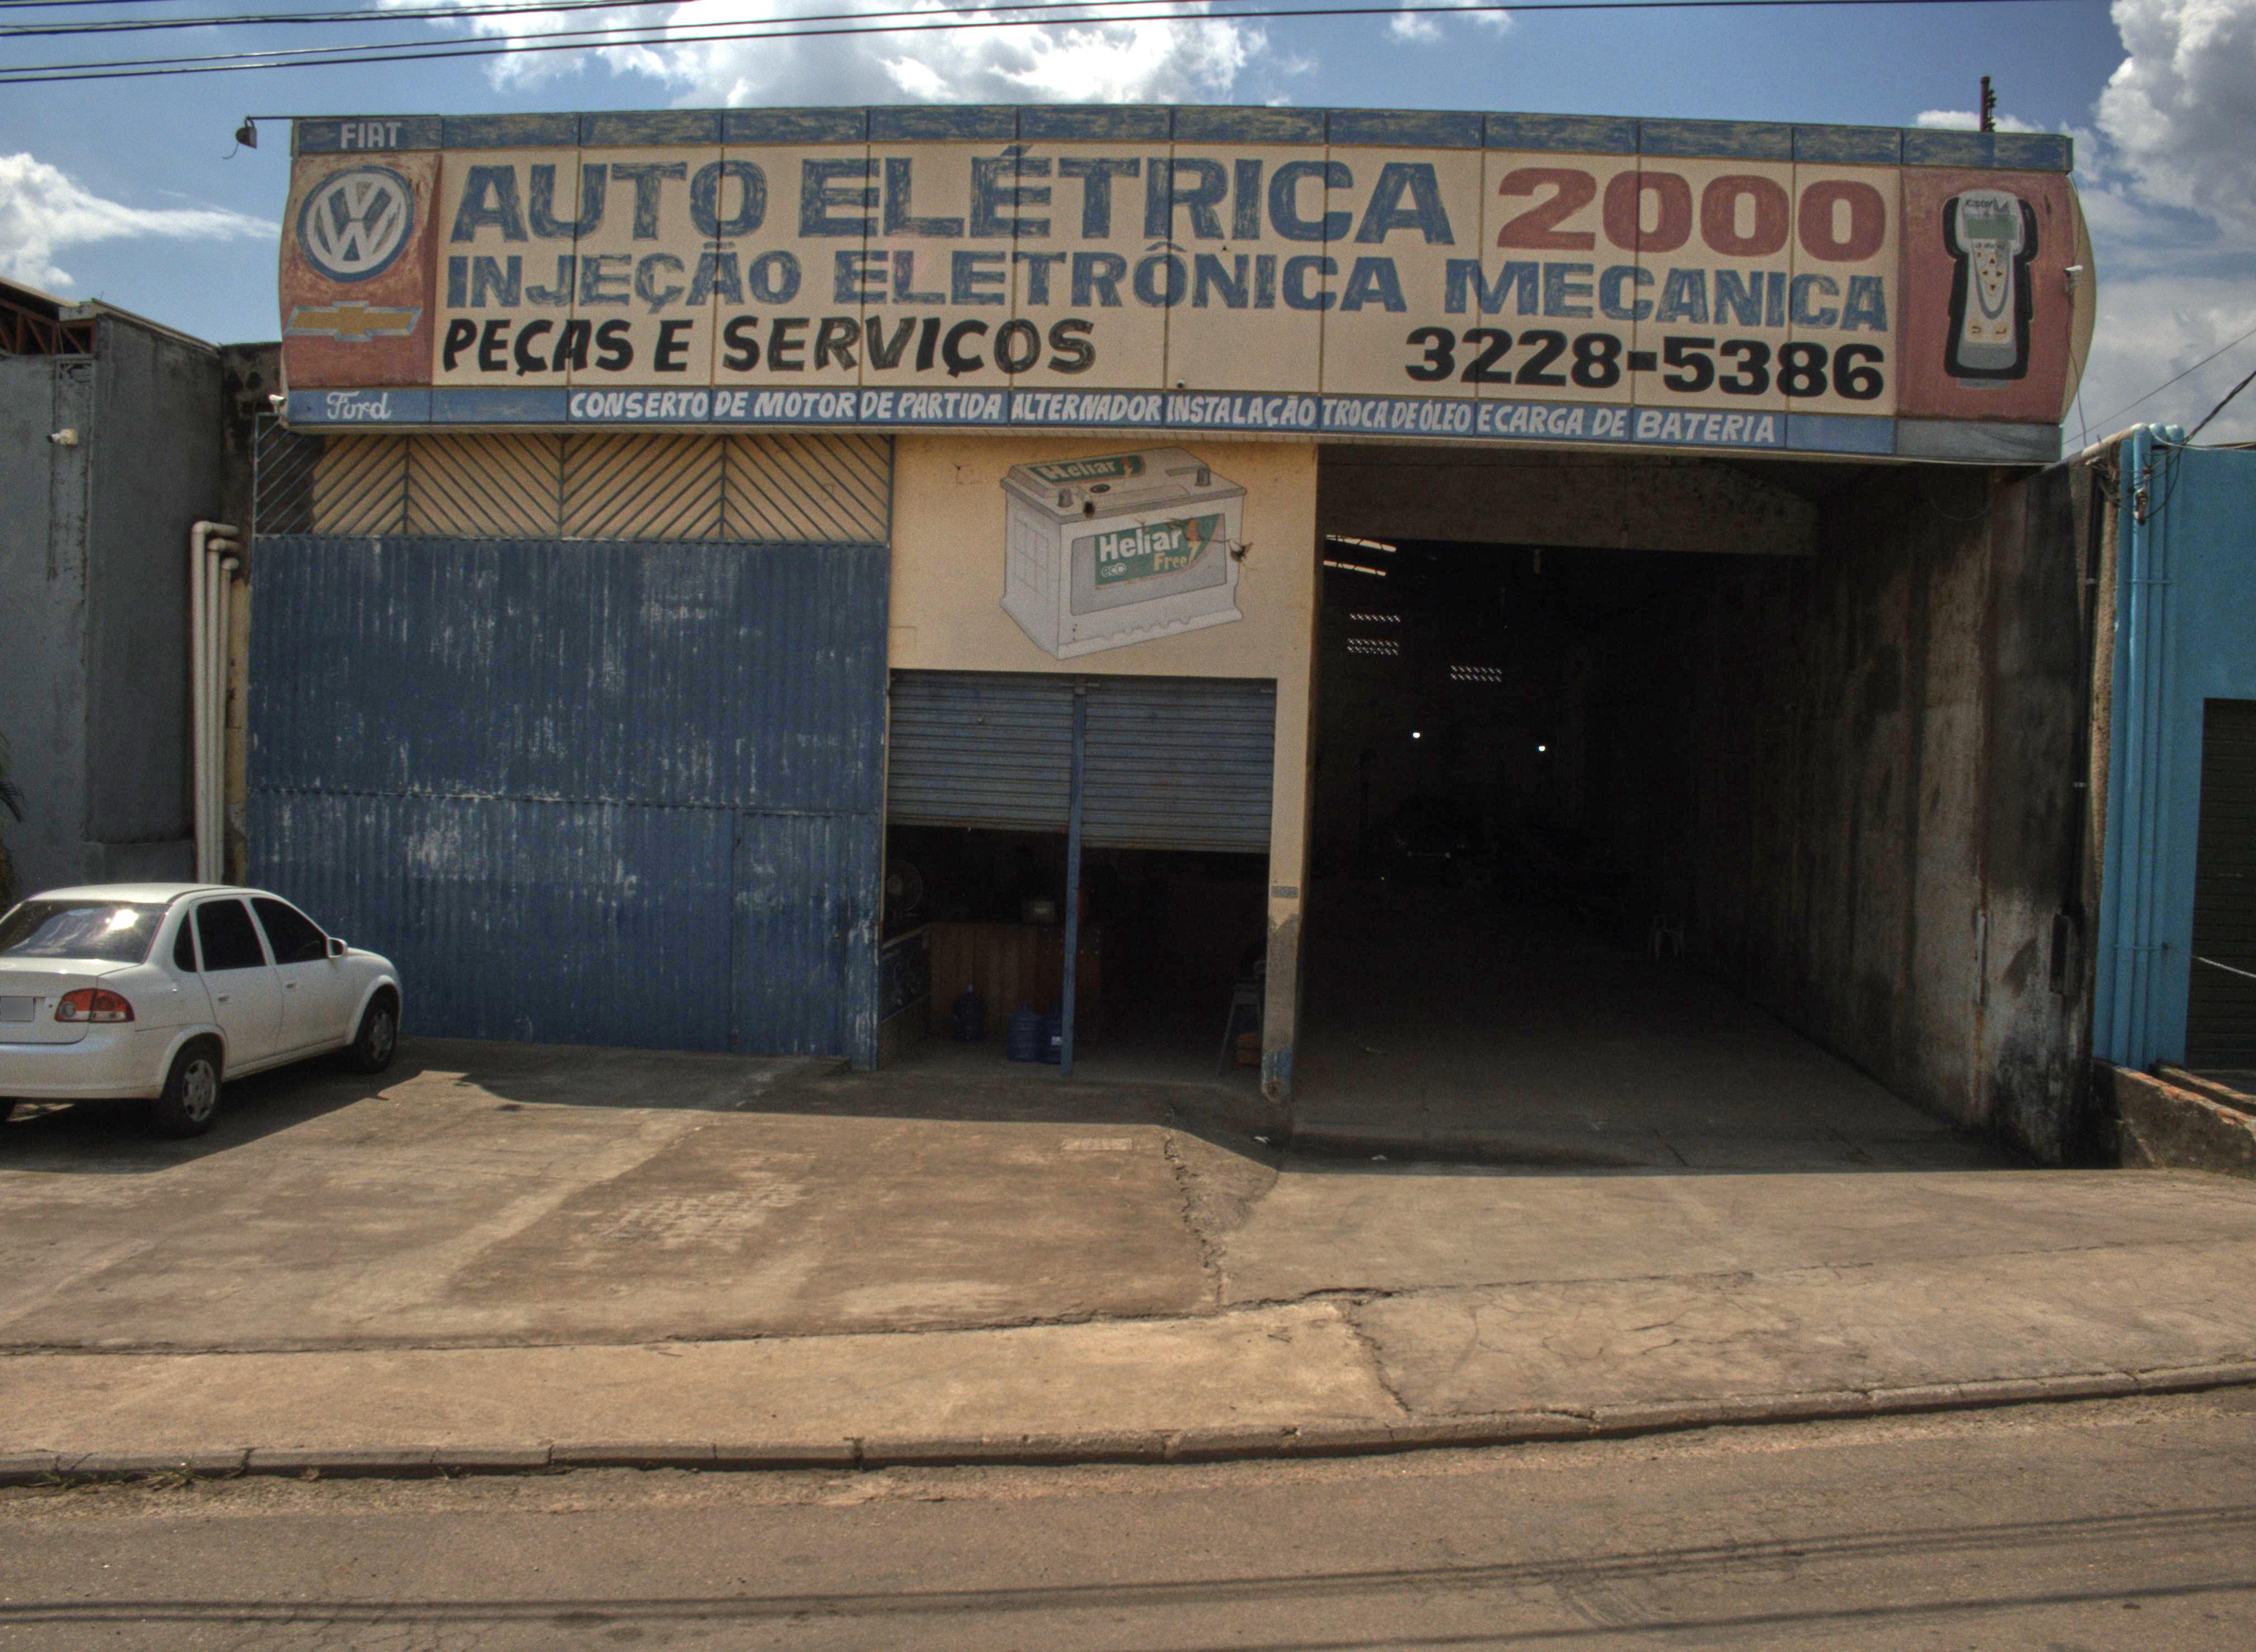 FIAT
AUTO ELÉTRICA 2000
INJEÇÃO ELETRÔNICA MECANICA
PEÇAS E SERVIÇOS
3228-5386
Ford
CONSERTO DE MOTOR DE PARTIDA ALTERNADOR INSTALAÇÃO TROCA DE ÓLEO E CARGA DE BATERIA
Heliar
Heliar
eco Free